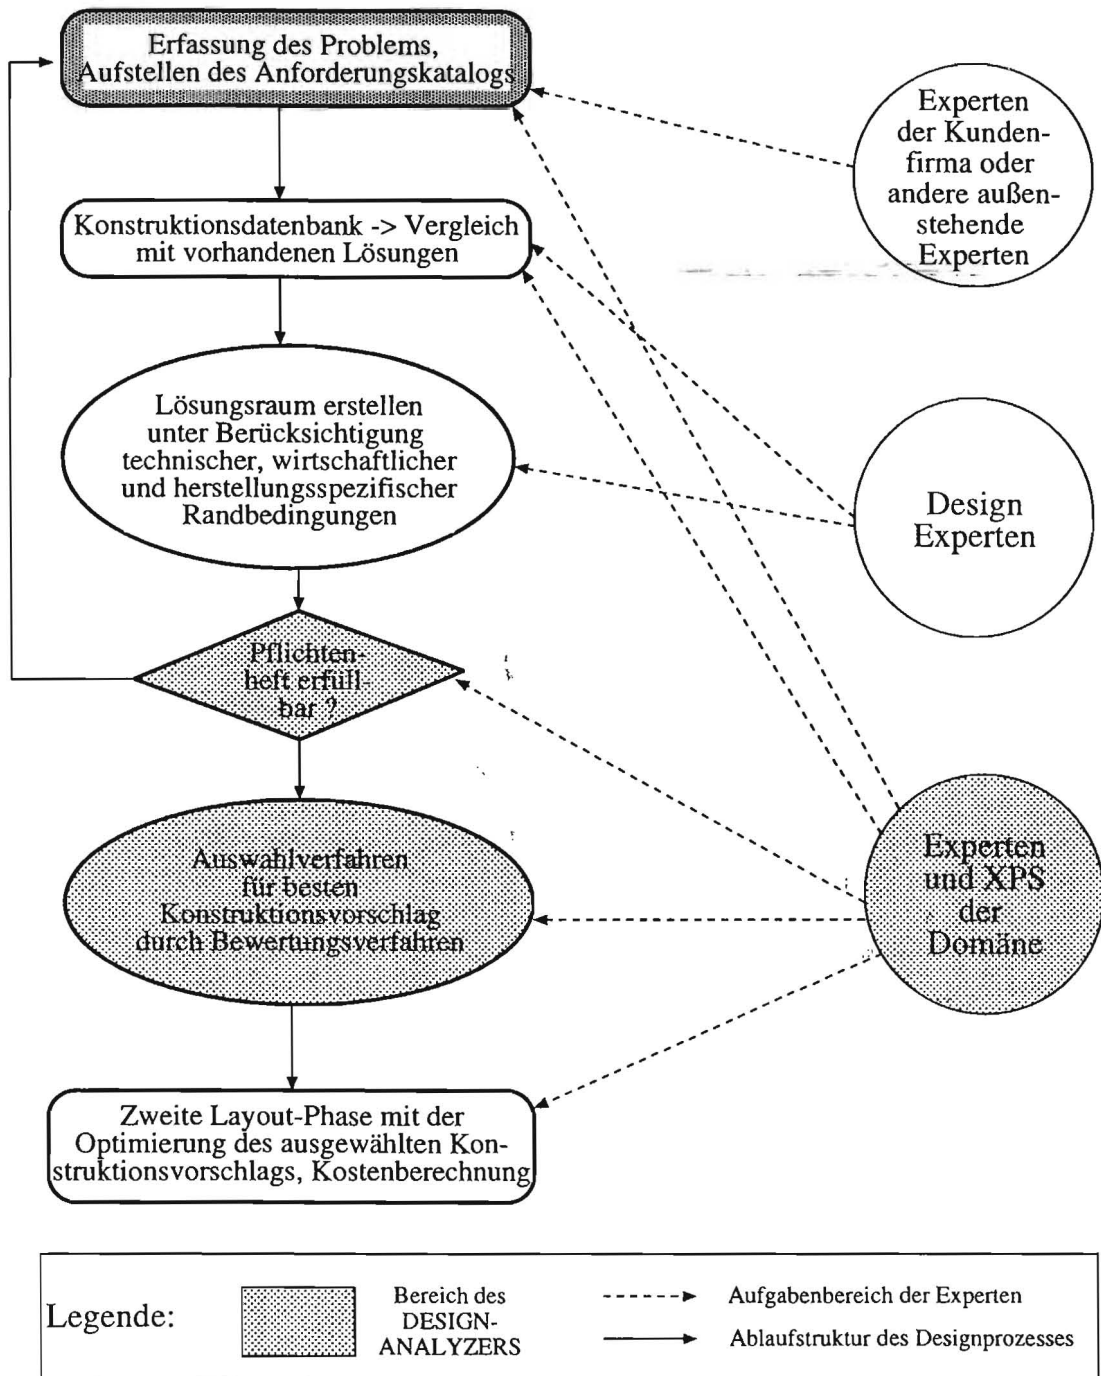 Erfassung des Problems,
Aufstellen des Anforderungskatalogs
Experten
der Kunden-
firma oder
andere außen-
stehende
Experten
Konstruktionsdatenbank -> Vergleich
mit vorhandenen Lösungen
Lösungsraum erstellen
unter Berücksichtigung
technischer, wirtschaftlicher
und herstellungsspezifischer
Randbedingungen
Design
Experten
Pflichten-
heft erfüll-
bar ?
Auswahlverfahren
für besten
Konstruktionsvorschlag
durch Bewertungsverfahren
Experten
und XPS
der
Domäne
Zweite Layout-Phase mit der
Optimierung des ausgewählten Kon-
struktionsvorschlags, Kostenberechnung
Legende:
Bereich des
DESIGN-
ANALYZERS
Aufgabenbereich der Experten
Ablaufstruktur des Designprozesses